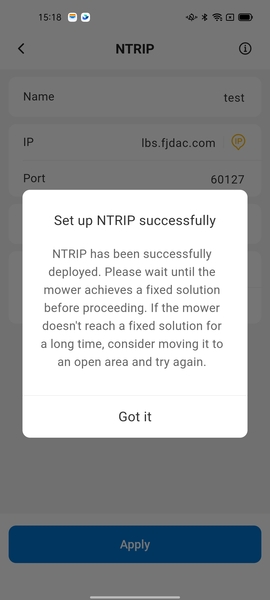 15:18
NTRIP
Name test
IP lbs.fjdac.com IP
Port 60127
Set up NTRIP successfully
NTRIP has been successfully
deployed. Please wait until the
mower achieves a fixed solution
before proceeding. If the mower
doesn't reach a fixed solution for
a long time, consider moving it to
an open area and try again.
Got it
Apply